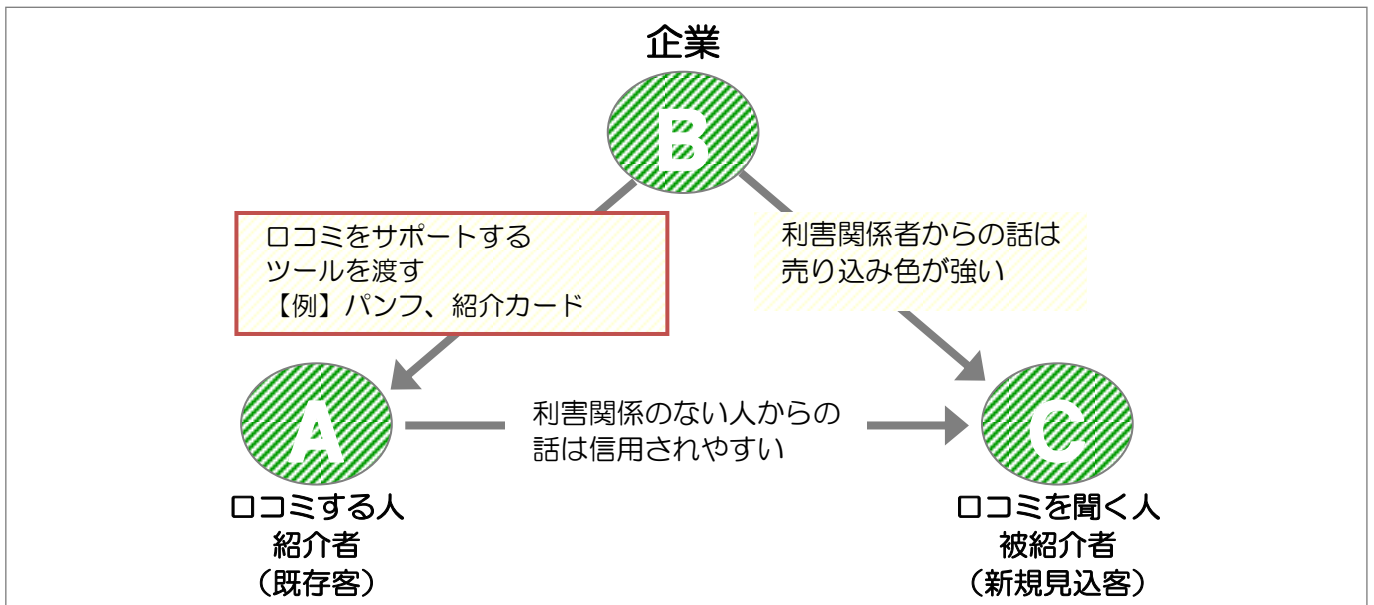 企業
B
口コミをサポートする
ツールを渡す
【例】パンフ、紹介カード
利害関係者からの話は
売り込み色が強い
利害関係のない人からの
話は信用されやすい
A
C
口コミする人
紹介者
（既存客）
口コミを聞く人
被紹介者
（新規見込客）